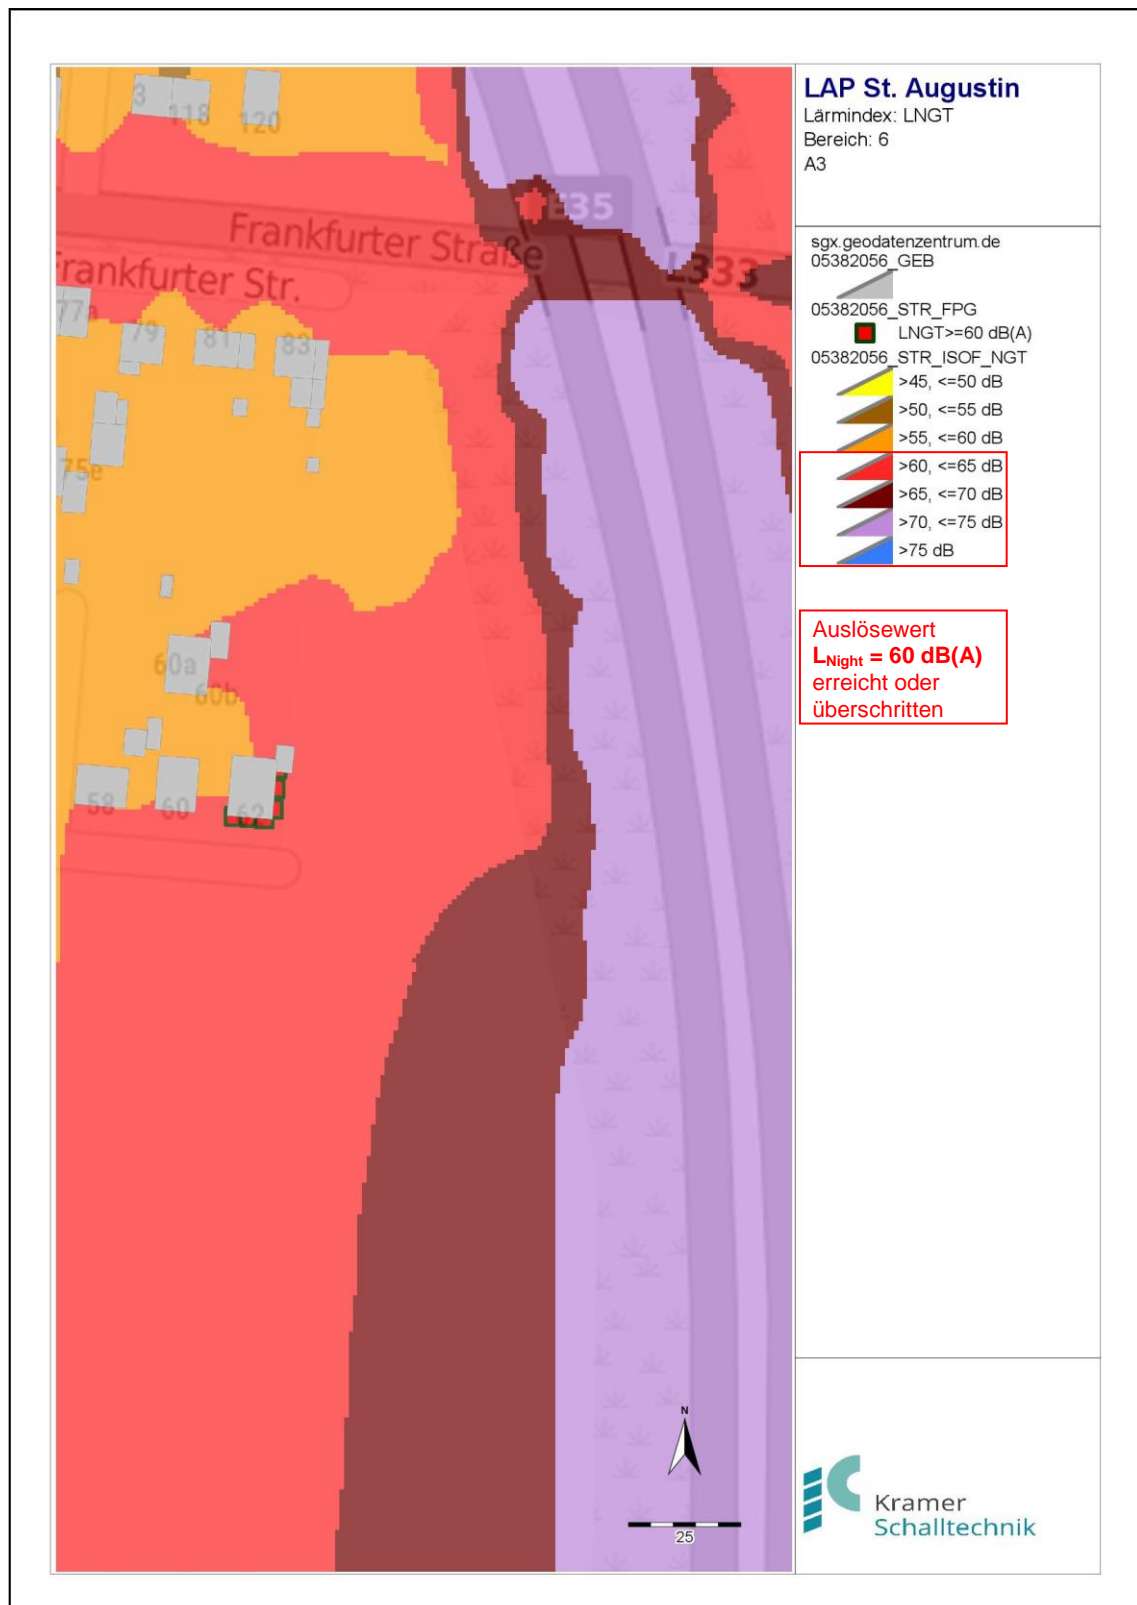 LAP St. Augustin
Lärmindex: LNGT
Bereich: 6
A3
sgx.geodatenzentrum.de
05382056_GEB
05382056_STR_FPG
LNGT>=60 dB(A)
05382056_STR_ISOF_NGT
>45, <=50 dB
>50, <=55 dB
>55, <=60 dB
>60, <=65 dB
>65, <=70 dB
>70, <=75 dB
>75 dB
Auslösewert
LNight = 60 dB(A)
erreicht oder
überschritten
3
118
120
E35
Frankfurter Straße
L333
Frankfurter Str.
77a
79
81
83
75e
60a
60b
58
60
62
N
25
Kramer
Schalltechnik